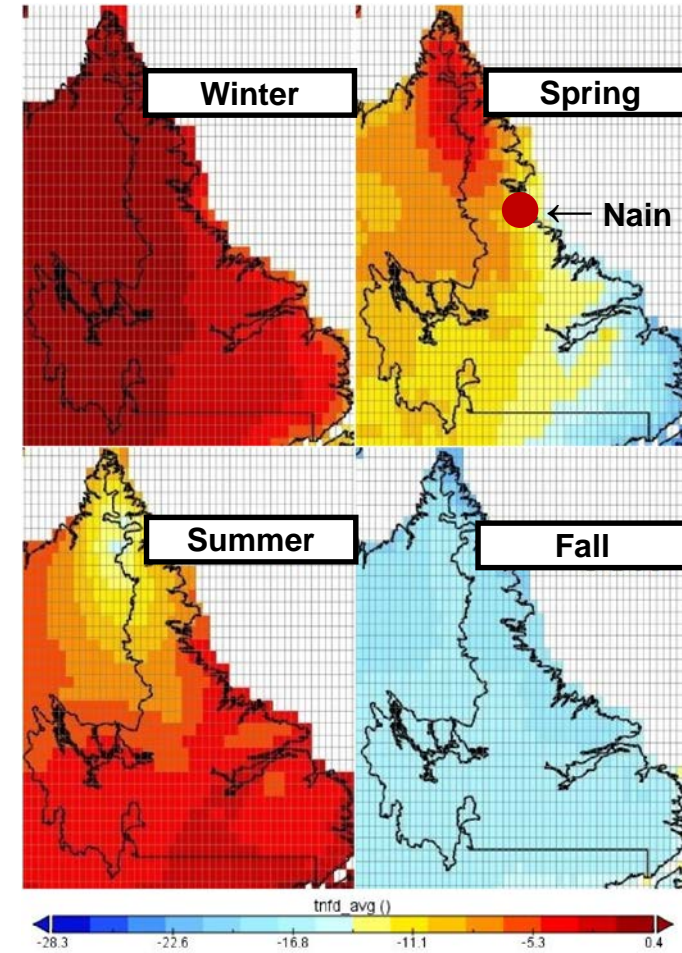 Winter
Spring
← Nain
Summer
Fall
tnfd_avg ()
-28.3 -22.6 -16.8 -11.1 -5.3 0.4